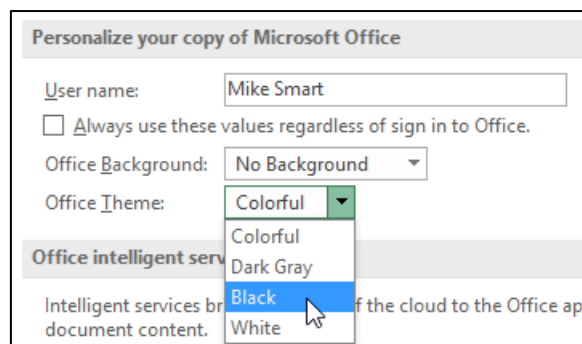 Personalize your copy of Microsoft Office
User name: Mike Smart
Always use these values regardless of sign in to Office.
Office Background: No Background
Office Theme: Colorful
Colorful
Office intelligent serv
Dark Gray
Black
Intelligent services br f the cloud to the Office ap
White
document content.